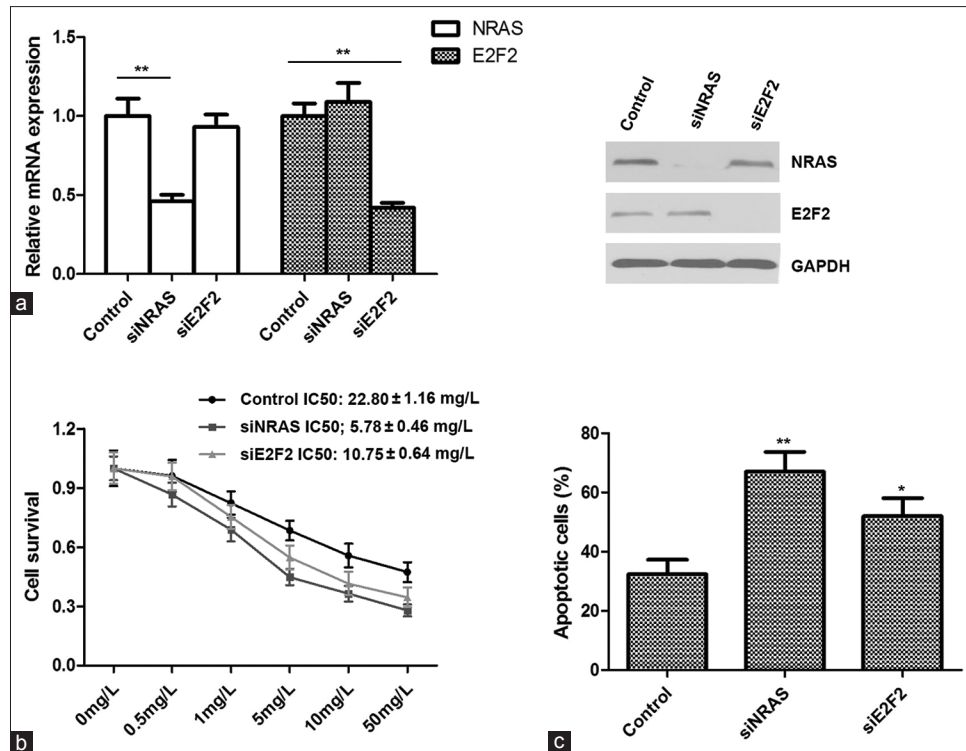 1.5
1.0
0.5
0.0
Relative mRNA expression
**
**
NRAS
E2F2
Control
siNRAS
siE2F2
Control
siNRAS
siE2F2
a
Control
siNRAS
siE2F2
NRAS
E2F2
GAPDH
Control IC50: 22.80±1.16 mg/L
siNRAS IC50; 5.78±0.46 mg/L
siE2F2 IC50: 10.75±0.64 mg/L
1.2
0.9
0.6
0.3
0.0
Cell survival
0mg/L
0.5mg/L
1mg/L
5mg/L
10mg/L
50mg/L
b
80
60
40
20
0
Apoptotic cells (%)
**
*
Control
siNRAS
siE2F2
c